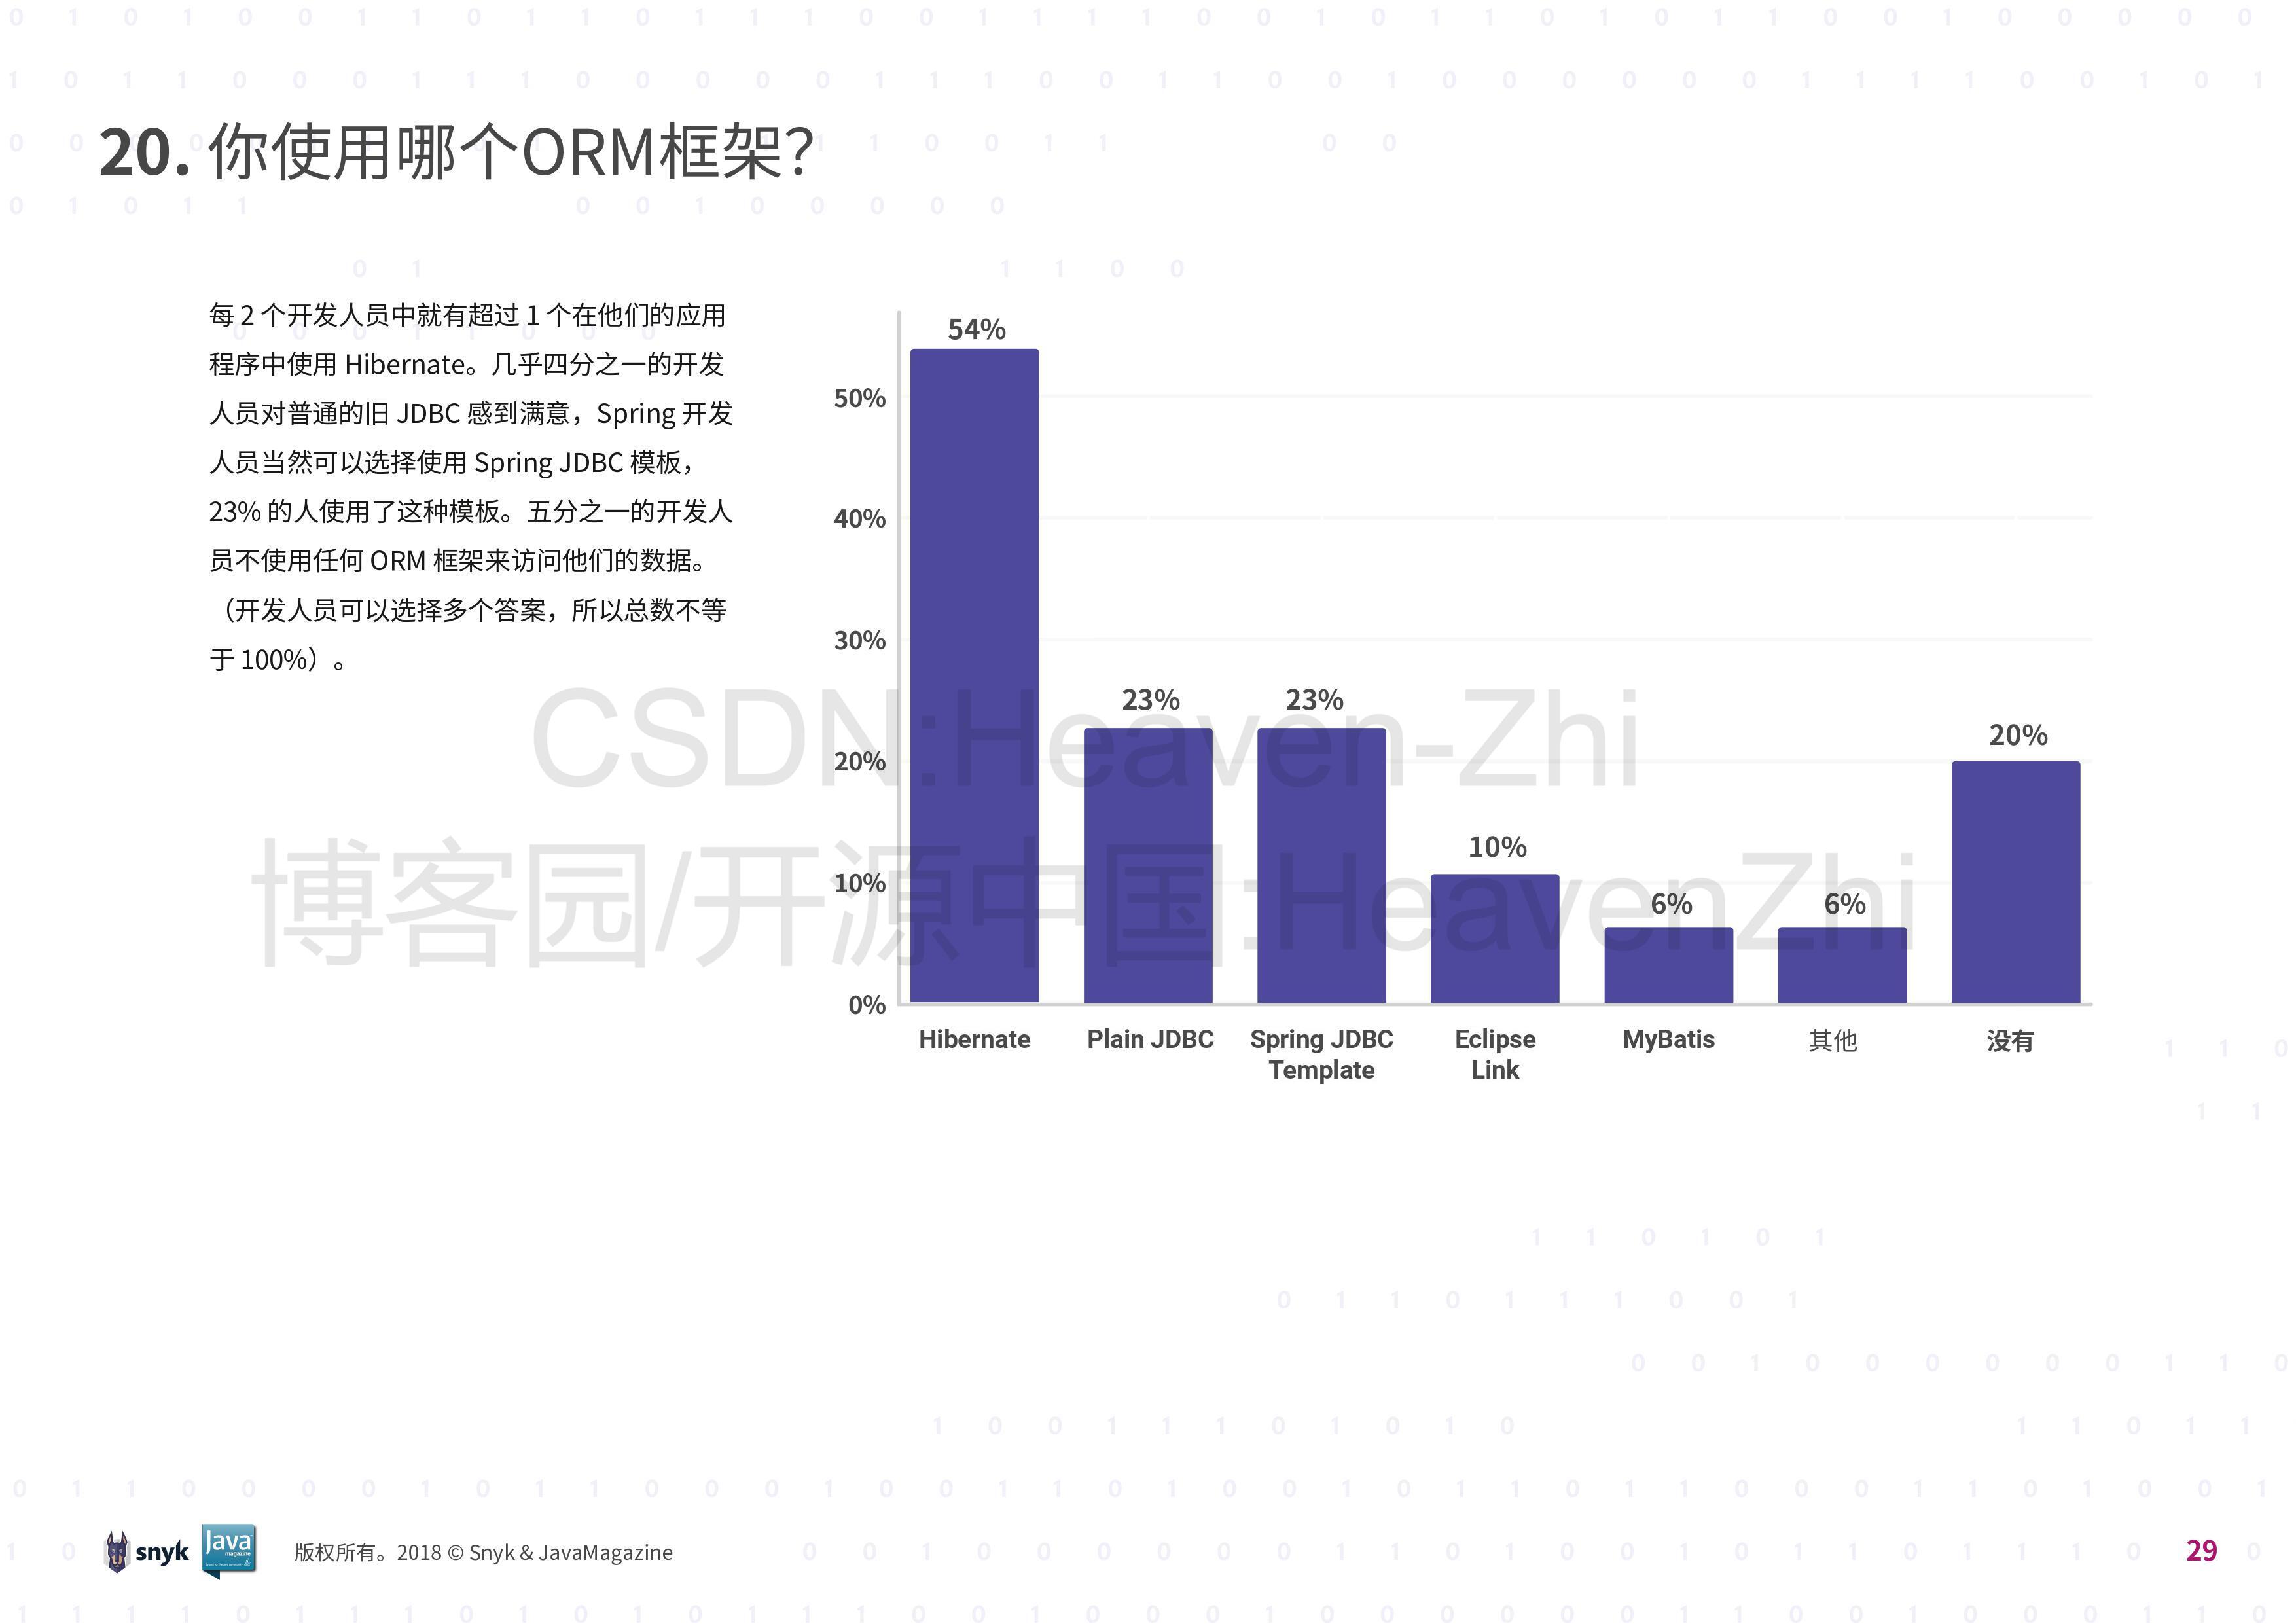 20. 你使用哪个ORM框架？
每 2 个开发人员中就有超过 1 个在他们的应用
程序中使用 Hibernate。几乎四分之一的开发
人员对普通的旧 JDBC 感到满意，Spring 开发
人员当然可以选择使用 Spring JDBC 模板，
23% 的人使用了这种模板。五分之一的开发人
员不使用任何 ORM 框架来访问他们的数据。
（开发人员可以选择多个答案，所以总数不等
于 100%）。
50%
40%
30%
20%
10%
0%
54%
23%
23%
10%
6%
6%
20%
Hibernate
Plain JDBC
Spring JDBC
Template
Eclipse
Link
MyBatis
其他
没有
CSDN:Heaven-Zhi
博客园/开源中国:HeavenZhi
snyk
Java
magazine
版权所有。2018 © Snyk & JavaMagazine
29